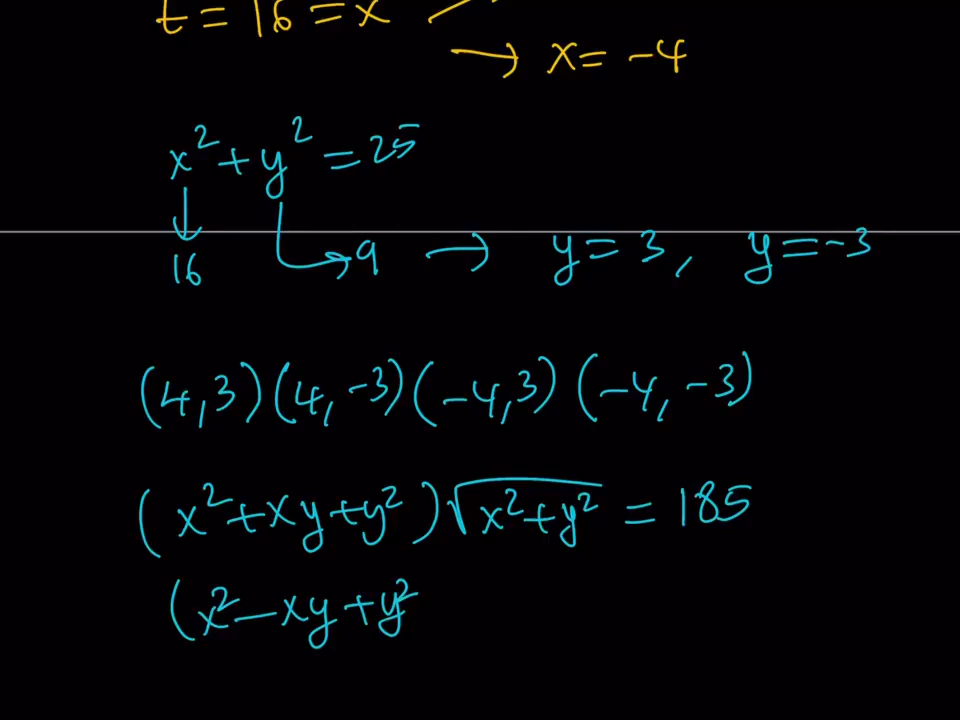 t = 16 = x
→ x = -4
x² + y² = 25
↓ 16 → 9 → y = 3, y = -3
(4,3) (4,-3) (-4,3) (-4,-3)
(x² + xy + y²) √(x² + y²) = 185
(x² - xy + y²